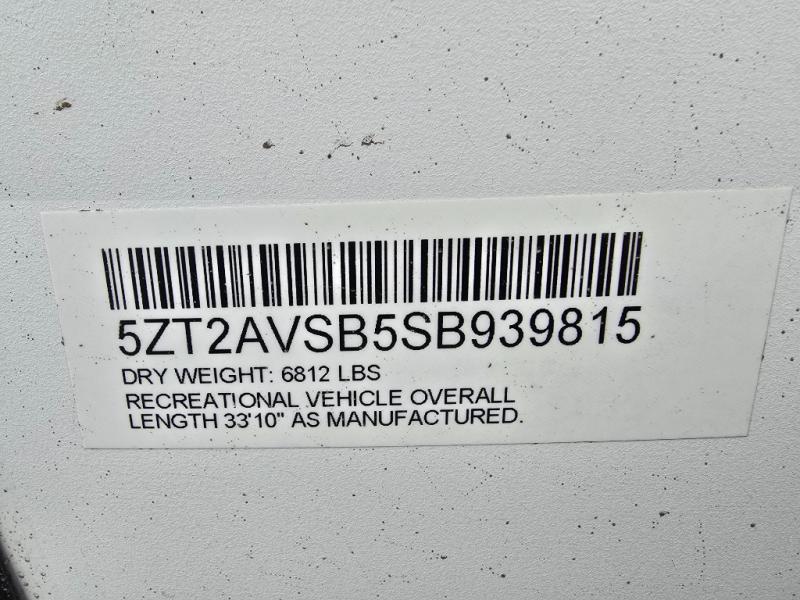 5ZT2AVSB5SB939815
DRY WEIGHT: 6812 LBS
RECREATIONAL VEHICLE OVERALL
LENGTH 33'10" AS MANUFACTURED.